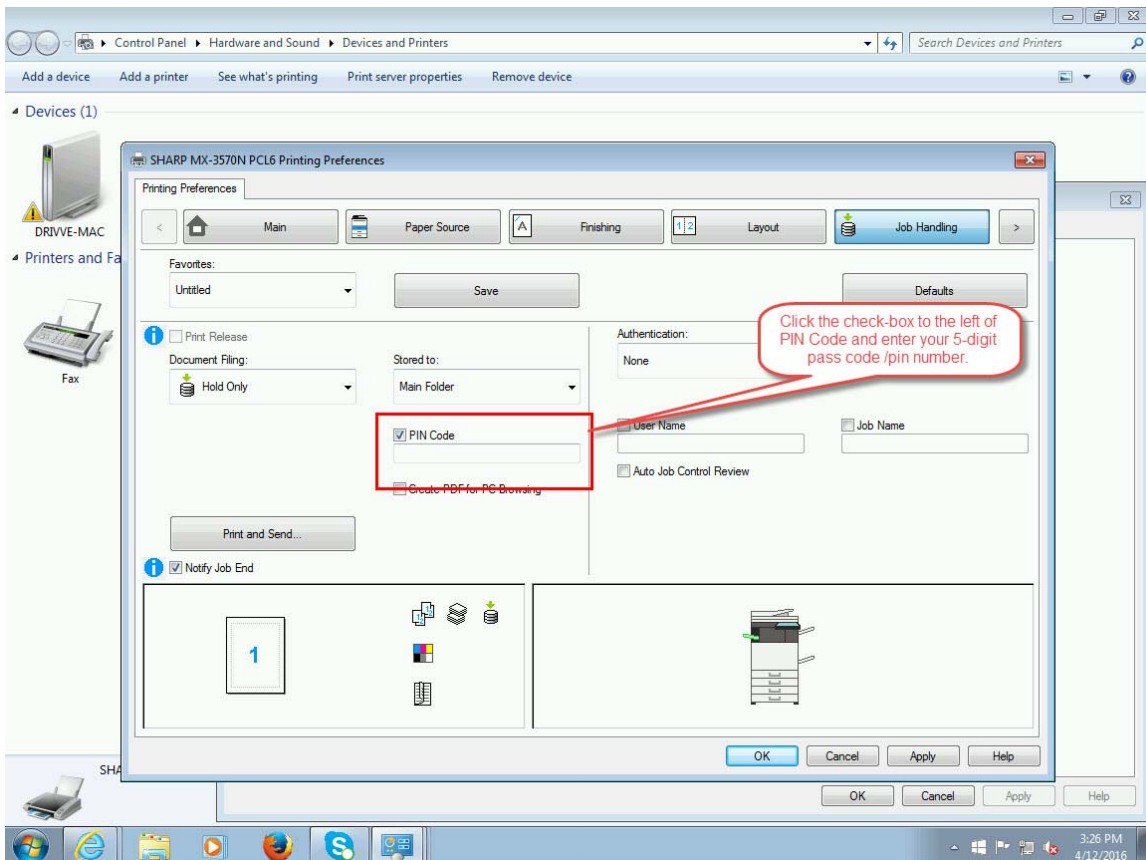 Control Panel Hardware and Sound Devices and Printers Search Devices and Printers
Add a device Add a printer See what's printing Print server properties Remove device
Devices (1)
SHARP MX-3570N PCL6 Printing Preferences
Printing Preferences
< Main Paper Source A Finishing 1 2 Layout Job Handling >
DRIVVE-MAC
Printers and Fa
Favorites:
Untitled Save Defaults
Click the check-box to the left of
PIN Code and enter your 5-digit
pass code /pin number.
Print Release Authentication:
Document Filing: Stored to: None
Hold Only Main Folder
Fax
PIN Code User Name Job Name
Auto Job Control Review
Create PDF for PC Browsing
Print and Send...
Notify Job End
1
OK Cancel Apply Help
SHA
OK Cancel Apply Help
3:26 PM
4/12/2016